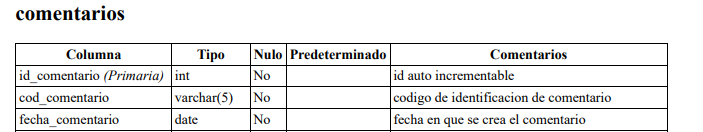 comentarios
Columna Tipo Nulo Predeterminado Comentarios
id_comentario (Primaria) int No id auto incrementable
cod_comentario varchar(5) No codigo de identificacion de comentario
fecha_comentario date No fecha en que se crea el comentario